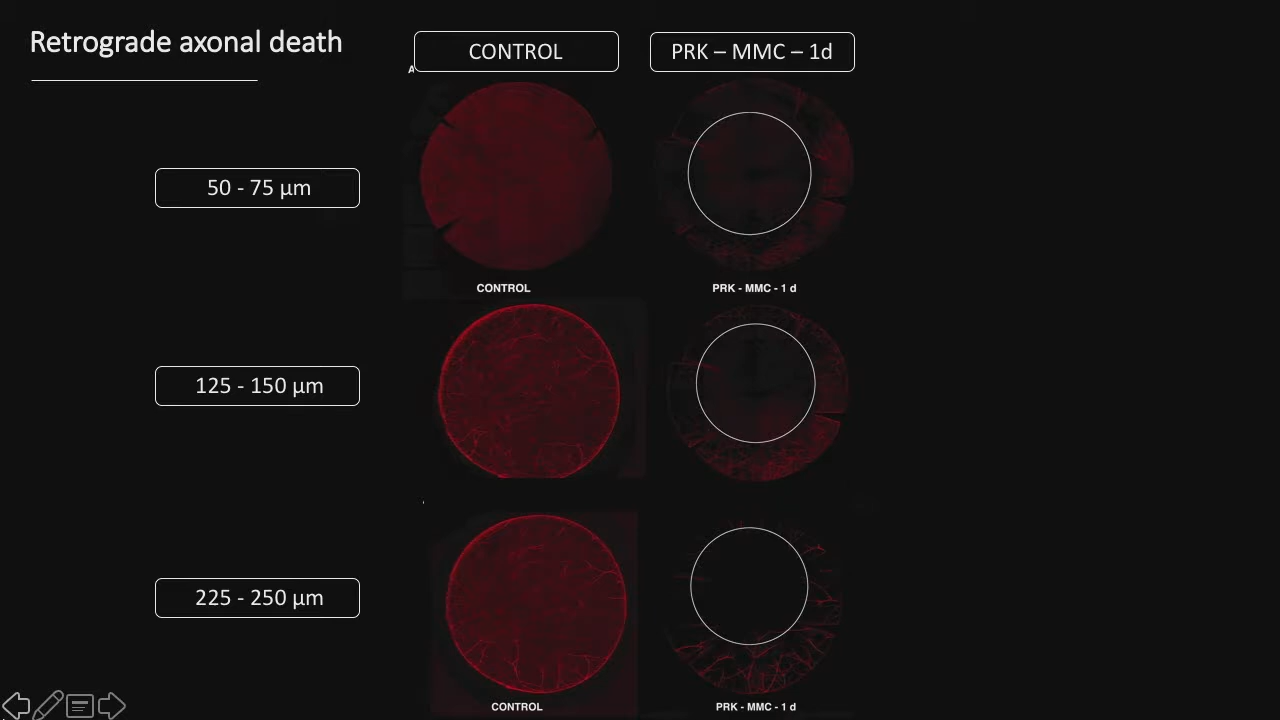 Retrograde axonal death
CONTROL
PRK – MMC – 1d
A
50 - 75 µm
CONTROL
PRK - MMC - 1 d
125 - 150 µm
225 - 250 µm
CONTROL
PRK - MMC - 1 d